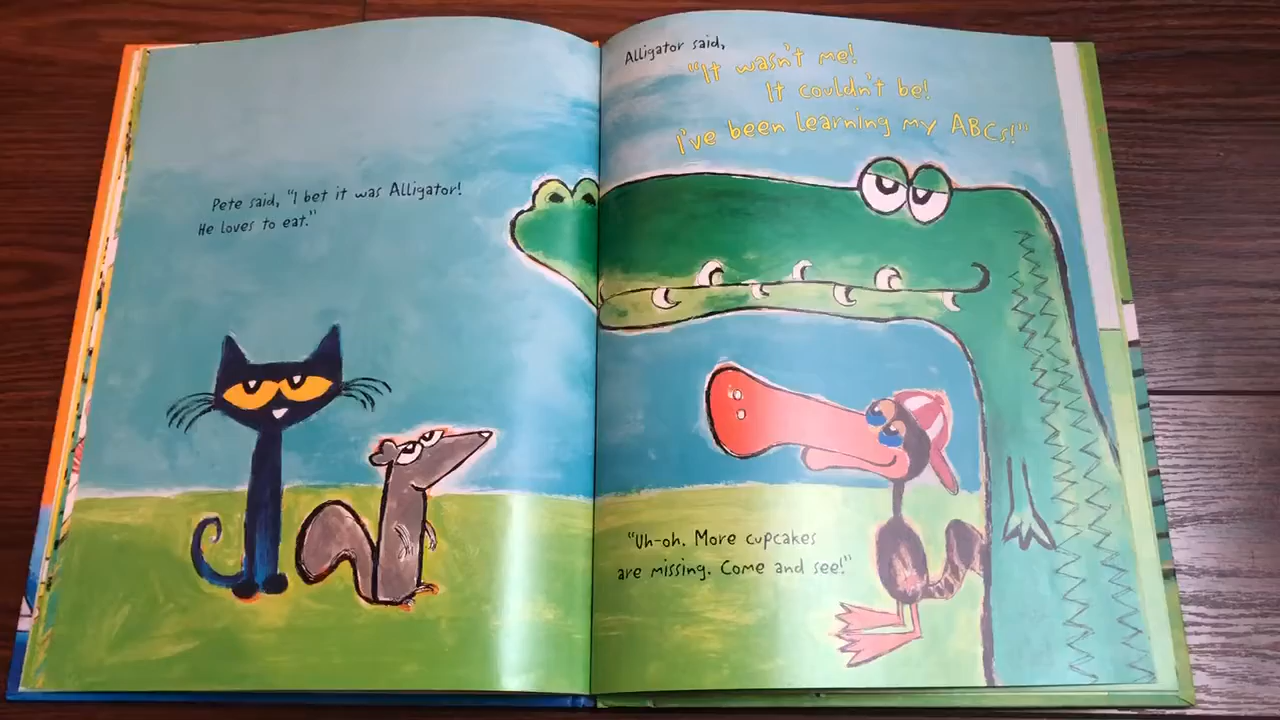 Pete said, "I bet it was Alligator!
He loves to eat."
Alligator said,
"It wasn't me!
It couldn't be!
I've been learning my ABCs!"
"Uh-oh. More cupcakes
are missing. Come and see!"